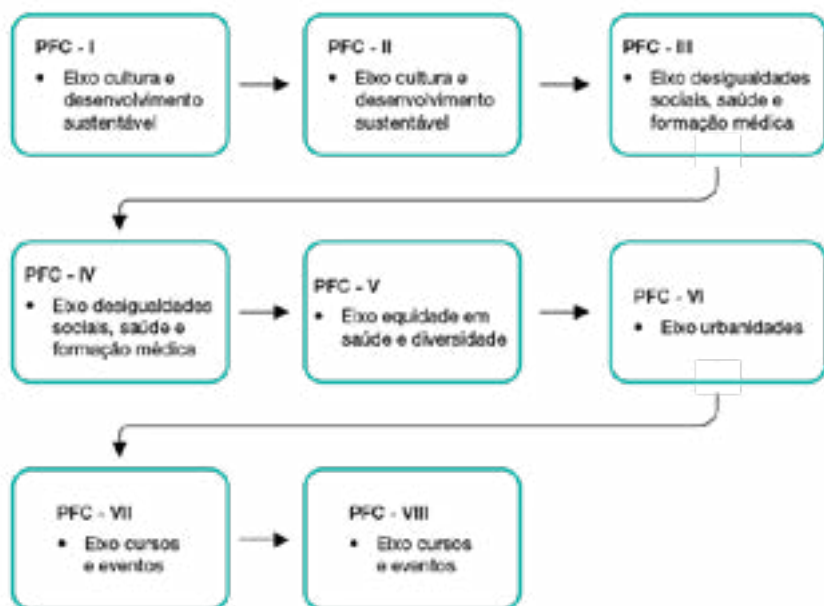 PFC - I
• Eixo cultura e
desenvolvimento
sustentável
PFC - II
• Eixo cultura e
desenvolvimento
sustentável
PFC - III
• Eixo desigualdades
sociais, saúde e
formação médica
PFC - IV
• Eixo desigualdades
sociais, saúde e
formação médica
PFC - V
• Eixo equidade em
saúde e diversidade
PFC - VI
• Eixo urbanidades
PFC - VII
• Eixo cursos
e eventos
PFC - VIII
• Eixo cursos
e eventos